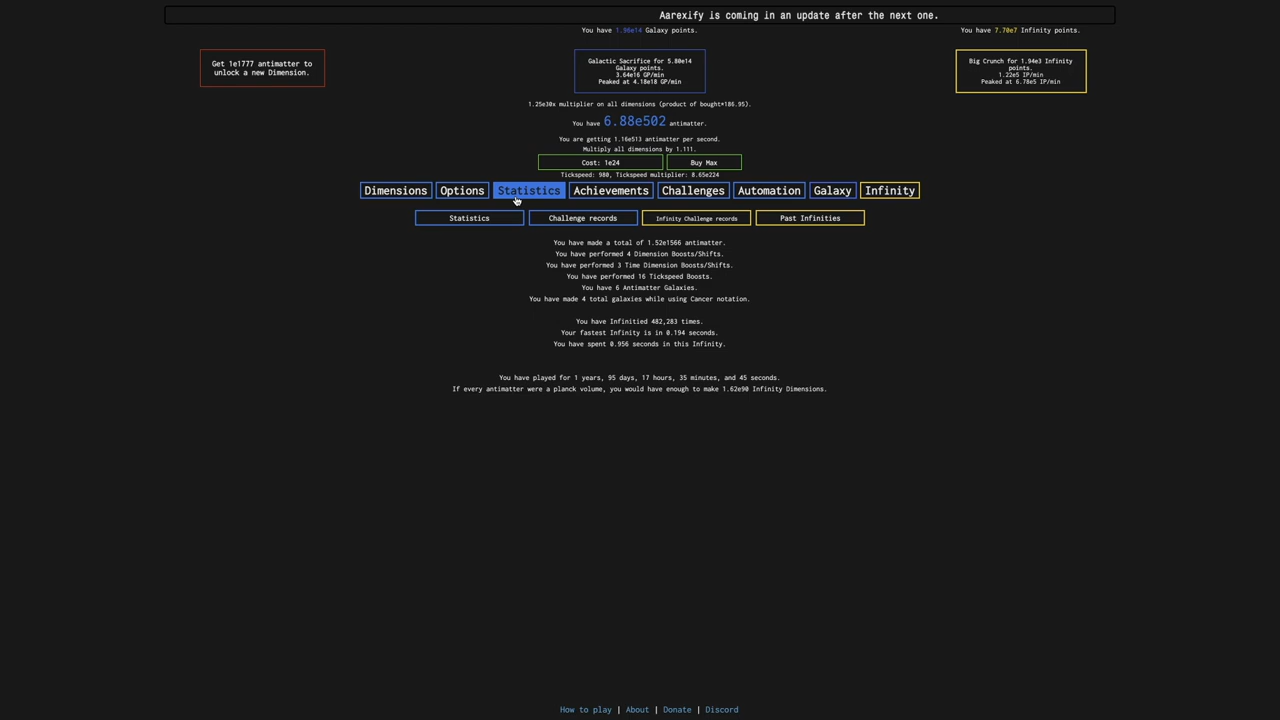 Aarexify is coming in an update after the next one.
You have 1.96e14 Galaxy points.
You have 7.70e7 Infinity points.
Get 1e1777 antimatter to
unlock a new Dimension.
Galactic Sacrifice for 5.80e14
Galaxy points.
3.64e16 GP/min
Peaked at 4.18e18 GP/min
Big Crunch for 1.94e3 Infinity
points.
1.22e5 IP/min
Peaked at 6.78e5 IP/min
1.25e30x multiplier on all dimensions (product of bought*186.95).
You have 6.88e502 antimatter.
You are getting 1.16e513 antimatter per second.
Multiply all dimensions by 1.111.
Cost: 1e24
Buy Max
Tickspeed: 980, Tickspeed multiplier: 8.65e224
Dimensions
Options
Statistics
Achievements
Challenges
Automation
Galaxy
Infinity
Statistics
Challenge records
Infinity Challenge records
Past Infinities
You have made a total of 1.52e1566 antimatter.
You have performed 4 Dimension Boosts/Shifts.
You have performed 3 Time Dimension Boosts/Shifts.
You have performed 16 Tickspeed Boosts.
You have 6 Antimatter Galaxies.
You have made 4 total galaxies while using Cancer notation.
You have Infinitied 482,283 times.
Your fastest Infinity is in 0.194 seconds.
You have spent 0.956 seconds in this Infinity.
You have played for 1 years, 95 days, 17 hours, 35 minutes, and 45 seconds.
If every antimatter were a planck volume, you would have enough to make 1.62e90 Infinity Dimensions.
How to play | About | Donate | Discord